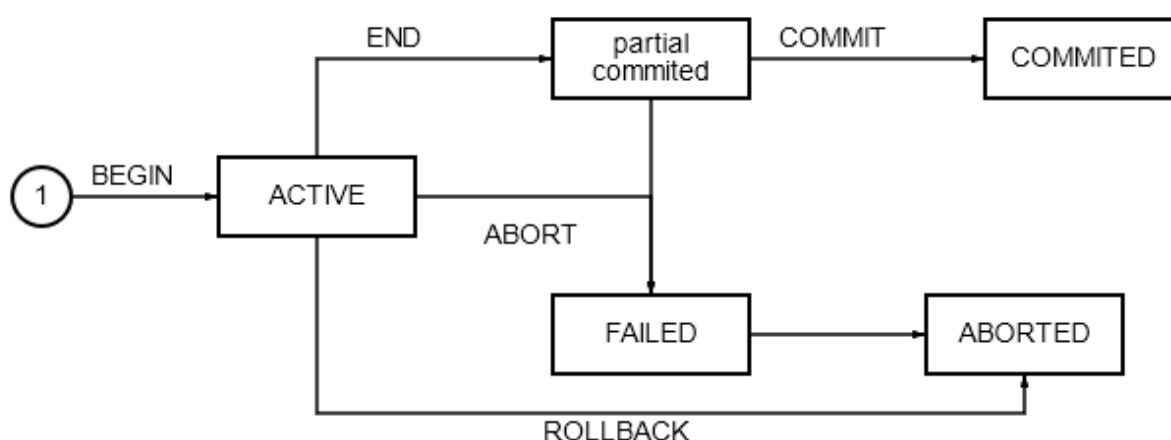 END
partial
commited
COMMIT
COMMITED
1
BEGIN
ACTIVE
ABORT
FAILED
ABORTED
ROLLBACK